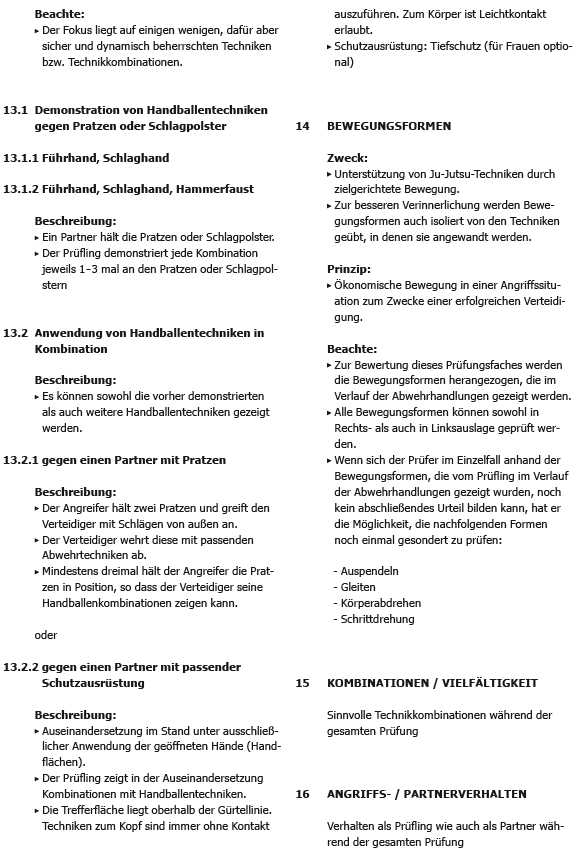 Beachte:
▸ Der Fokus liegt auf einigen wenigen, dafür aber
sicher und dynamisch beherrschten Techniken
bzw. Technikkombinationen.
13.1 Demonstration von Handballentechniken
gegen Pratzen oder Schlagpolster
13.1.1 Führhand, Schlaghand
13.1.2 Führhand, Schlaghand, Hammerfaust
Beschreibung:
▸ Ein Partner hält die Pratzen oder Schlagpolster.
▸ Der Prüfling demonstriert jede Kombination
jeweils 1–3 mal an den Pratzen oder Schlagpol-
stern
13.2 Anwendung von Handballentechniken in
Kombination
Beschreibung:
▸ Es können sowohl die vorher demonstrierten
als auch weitere Handballentechniken gezeigt
werden.
13.2.1 gegen einen Partner mit Pratzen
Beschreibung:
▸ Der Angreifer hält zwei Pratzen und greift den
Verteidiger mit Schlägen von außen an.
▸ Der Verteidiger wehrt diese mit passenden
Abwehrtechniken ab.
▸ Mindestens dreimal hält der Angreifer die Prat-
zen in Position, so dass der Verteidiger seine
Handballenkombinationen zeigen kann.
oder
13.2.2 gegen einen Partner mit passender
Schutzausrüstung
Beschreibung:
▸ Auseinandersetzung im Stand unter ausschließ-
licher Anwendung der geöffneten Hände (Hand-
flächen).
▸ Der Prüfling zeigt in der Auseinandersetzung
Kombinationen mit Handballentechniken.
▸ Die Trefferfläche liegt oberhalb der Gürtellinie.
Techniken zum Kopf sind immer ohne Kontakt
auszuführen. Zum Körper ist Leichtkontakt
erlaubt.
▸ Schutzausrüstung: Tiefschutz (für Frauen optio-
nal)
14 BEWEGUNGSFORMEN
Zweck:
▸ Unterstützung von Ju-Jutsu-Techniken durch
zielgerichtete Bewegung.
▸ Zur besseren Verinnerlichung werden Bewe-
gungsformen auch isoliert von den Techniken
geübt, in denen sie angewandt werden.
Prinzip:
▸ Ökonomische Bewegung in einer Angriffssitu-
ation zum Zwecke einer erfolgreichen Verteidi-
gung.
Beachte:
▸ Zur Bewertung dieses Prüfungsfaches werden
die Bewegungsformen herangezogen, die im
Verlauf der Abwehrhandlungen gezeigt werden.
▸ Alle Bewegungsformen können sowohl in
Rechts- als auch in Linksauslage geprüft wer-
den.
▸ Wenn sich der Prüfer im Einzelfall anhand der
Bewegungsformen, die vom Prüfling im Verlauf
der Abwehrhandlungen gezeigt wurden, noch
kein abschließendes Urteil bilden kann, hat er
die Möglichkeit, die nachfolgenden Formen
noch einmal gesondert zu prüfen:
- Auspendeln
- Gleiten
- Körperabdrehen
- Schrittdrehung
15 KOMBINATIONEN / VIELFÄLTIGKEIT
Sinnvolle Technikkombinationen während der
gesamten Prüfung
16 ANGRIFFS- / PARTNERVERHALTEN
Verhalten als Prüfling wie auch als Partner wäh-
rend der gesamten Prüfung